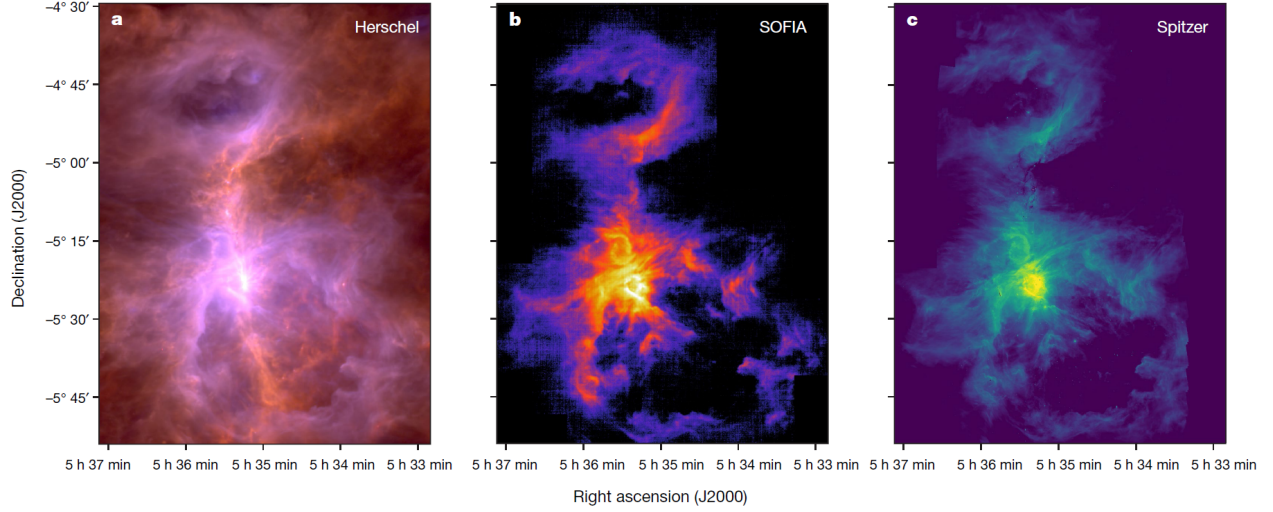 a
Herschel
b
SOFIA
c
Spitzer
−4° 30′
−4° 45′
−5° 00′
−5° 15′
−5° 30′
−5° 45′
Declination (J2000)
5 h 37 min 5 h 36 min 5 h 35 min 5 h 34 min 5 h 33 min 5 h 37 min 5 h 36 min 5 h 35 min 5 h 34 min 5 h 33 min 5 h 37 min 5 h 36 min 5 h 35 min 5 h 34 min 5 h 33 min
Right ascension (J2000)